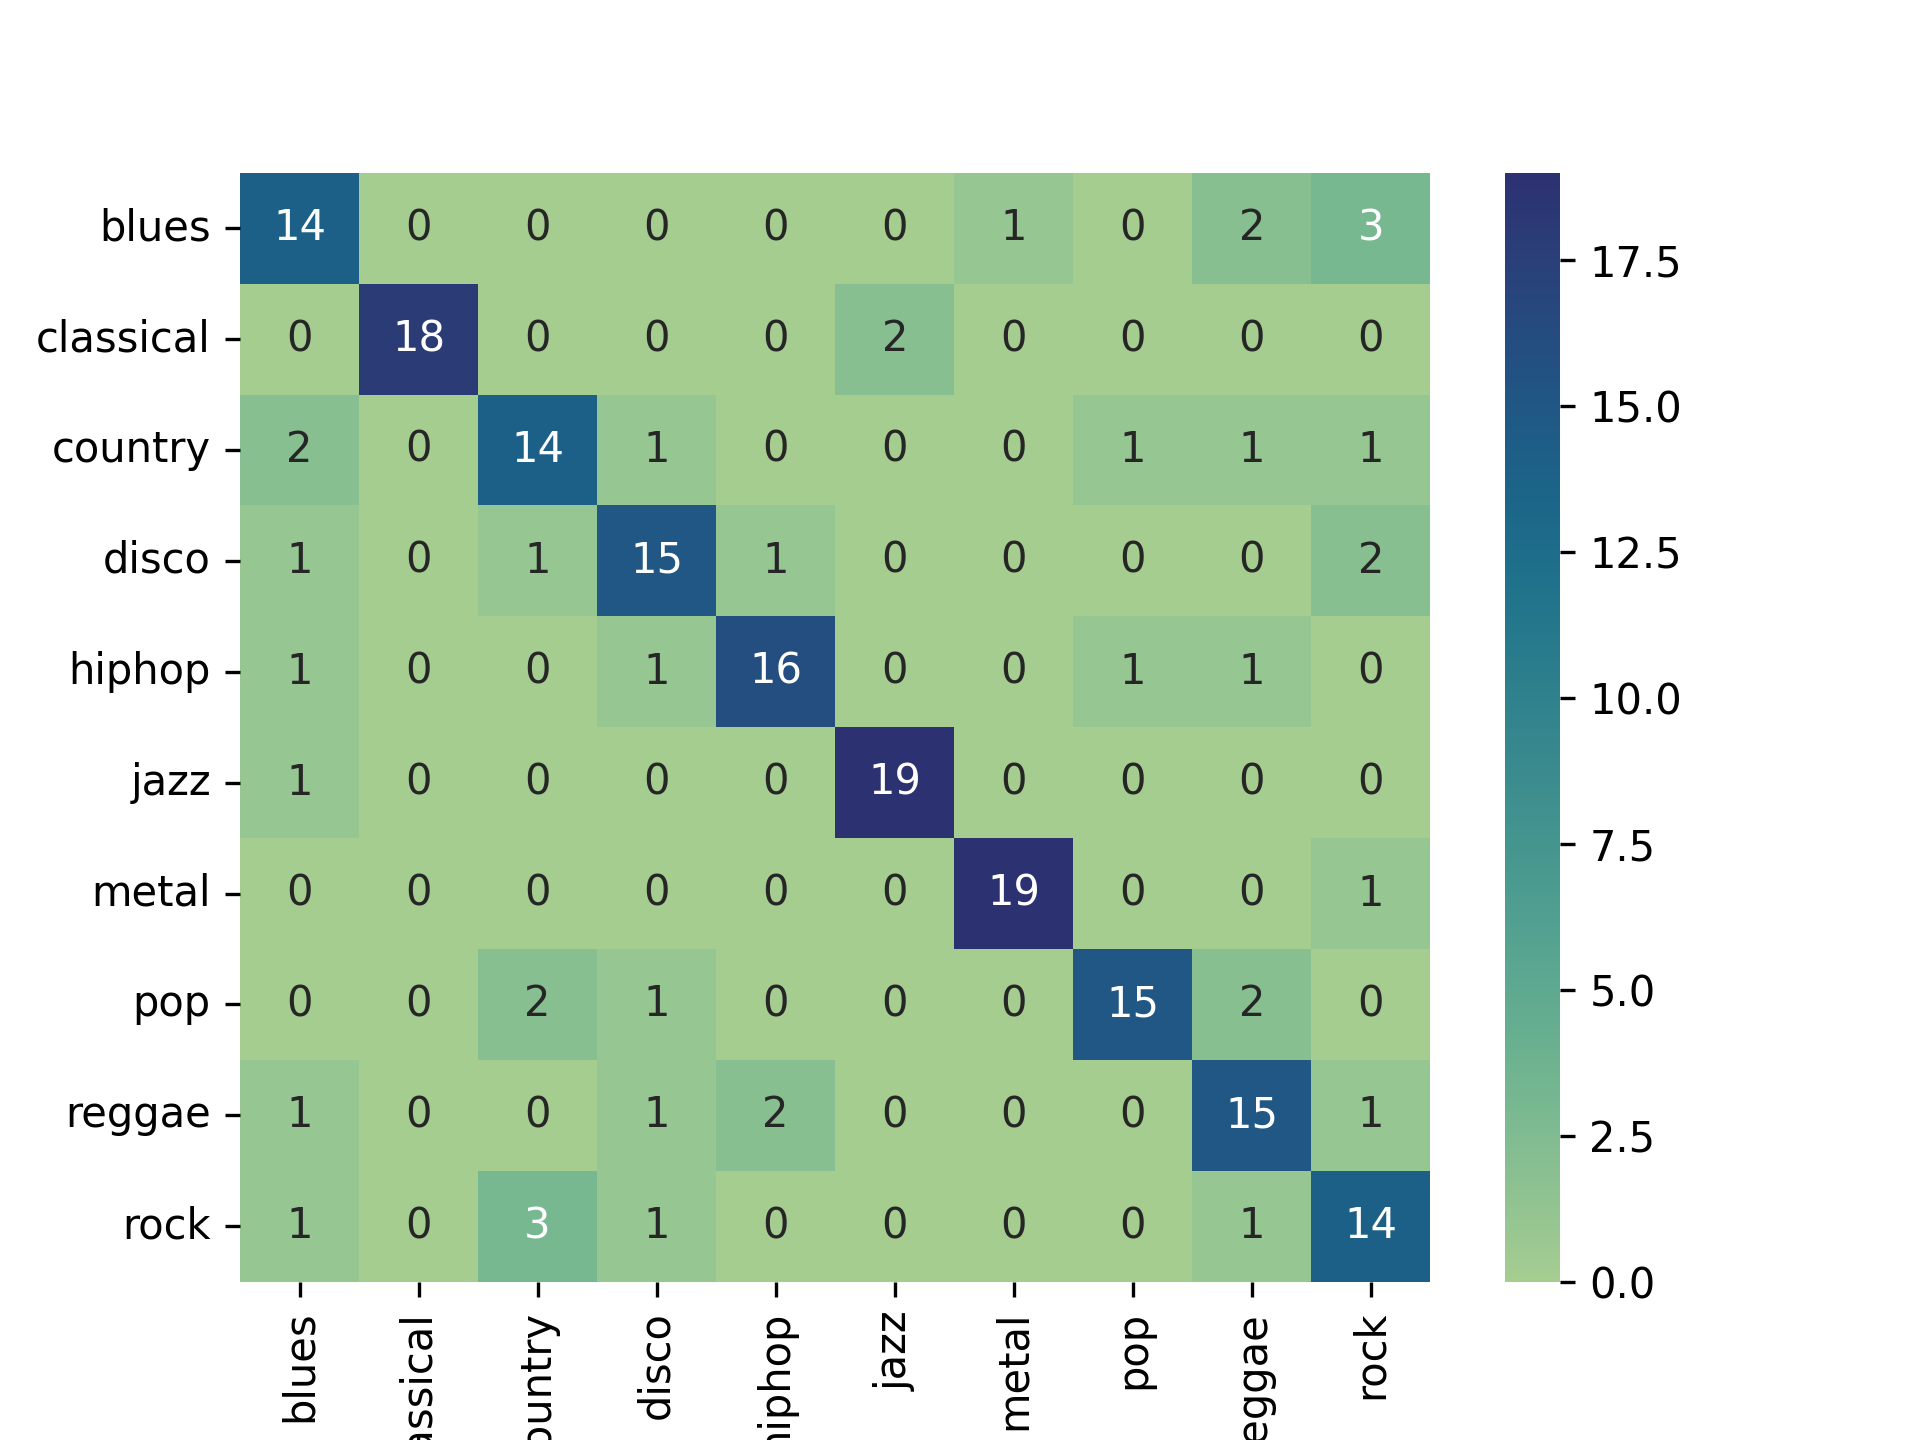 blues 14 0 0 0 0 0 1 0 2 3
classical 0 18 0 0 0 2 0 0 0 0
country 2 0 14 1 0 0 0 1 1 1
disco 1 0 1 15 1 0 0 0 0 2
hiphop 1 0 0 1 16 0 0 1 1 0
jazz 1 0 0 0 0 19 0 0 0 0
metal 0 0 0 0 0 0 19 0 0 1
pop 0 0 2 1 0 0 0 15 2 0
reggae 1 0 0 1 2 0 0 0 15 1
rock 1 0 3 1 0 0 0 0 1 14
blues assical ountry disco hiphop jazz metal pop eggae rock
17.5
15.0
12.5
10.0
7.5
5.0
2.5
0.0